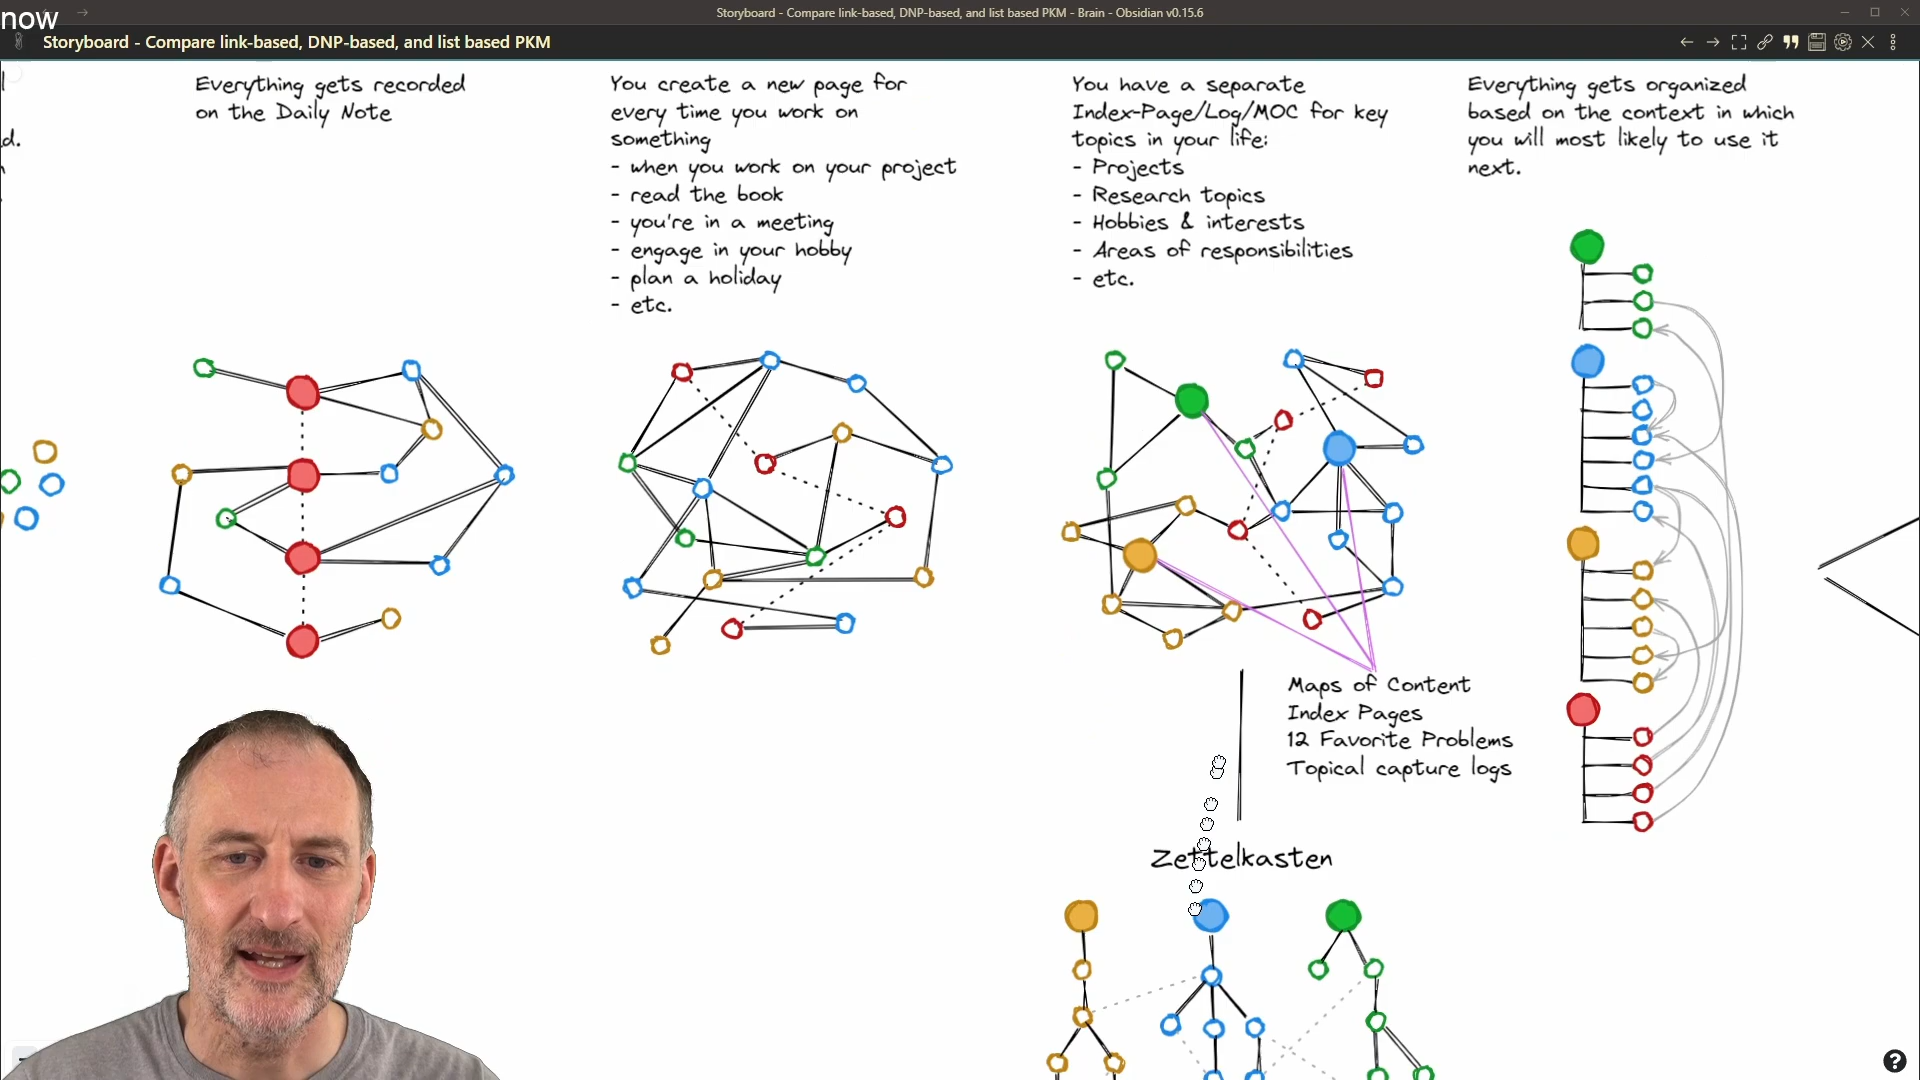 now
Storyboard - Compare link-based, DNP-based, and list based PKM - Brain - Obsidian v0.15.6
Storyboard - Compare link-based, DNP-based, and list based PKM
d.
Everything gets recorded
on the Daily Note
You create a new page for
every time you work on
something
- when you work on your project
- read the book
- you're in a meeting
- engage in your hobby
- plan a holiday
- etc.
You have a separate
Index-Page/Log/MOC for key
topics in your life:
- Projects
- Research topics
- Hobbies & interests
- Areas of responsibilities
- etc.
Everything gets organized
based on the context in which
you will most likely to use it
next.
Maps of Content
Index Pages
12 Favorite Problems
Topical capture logs
Zettelkasten